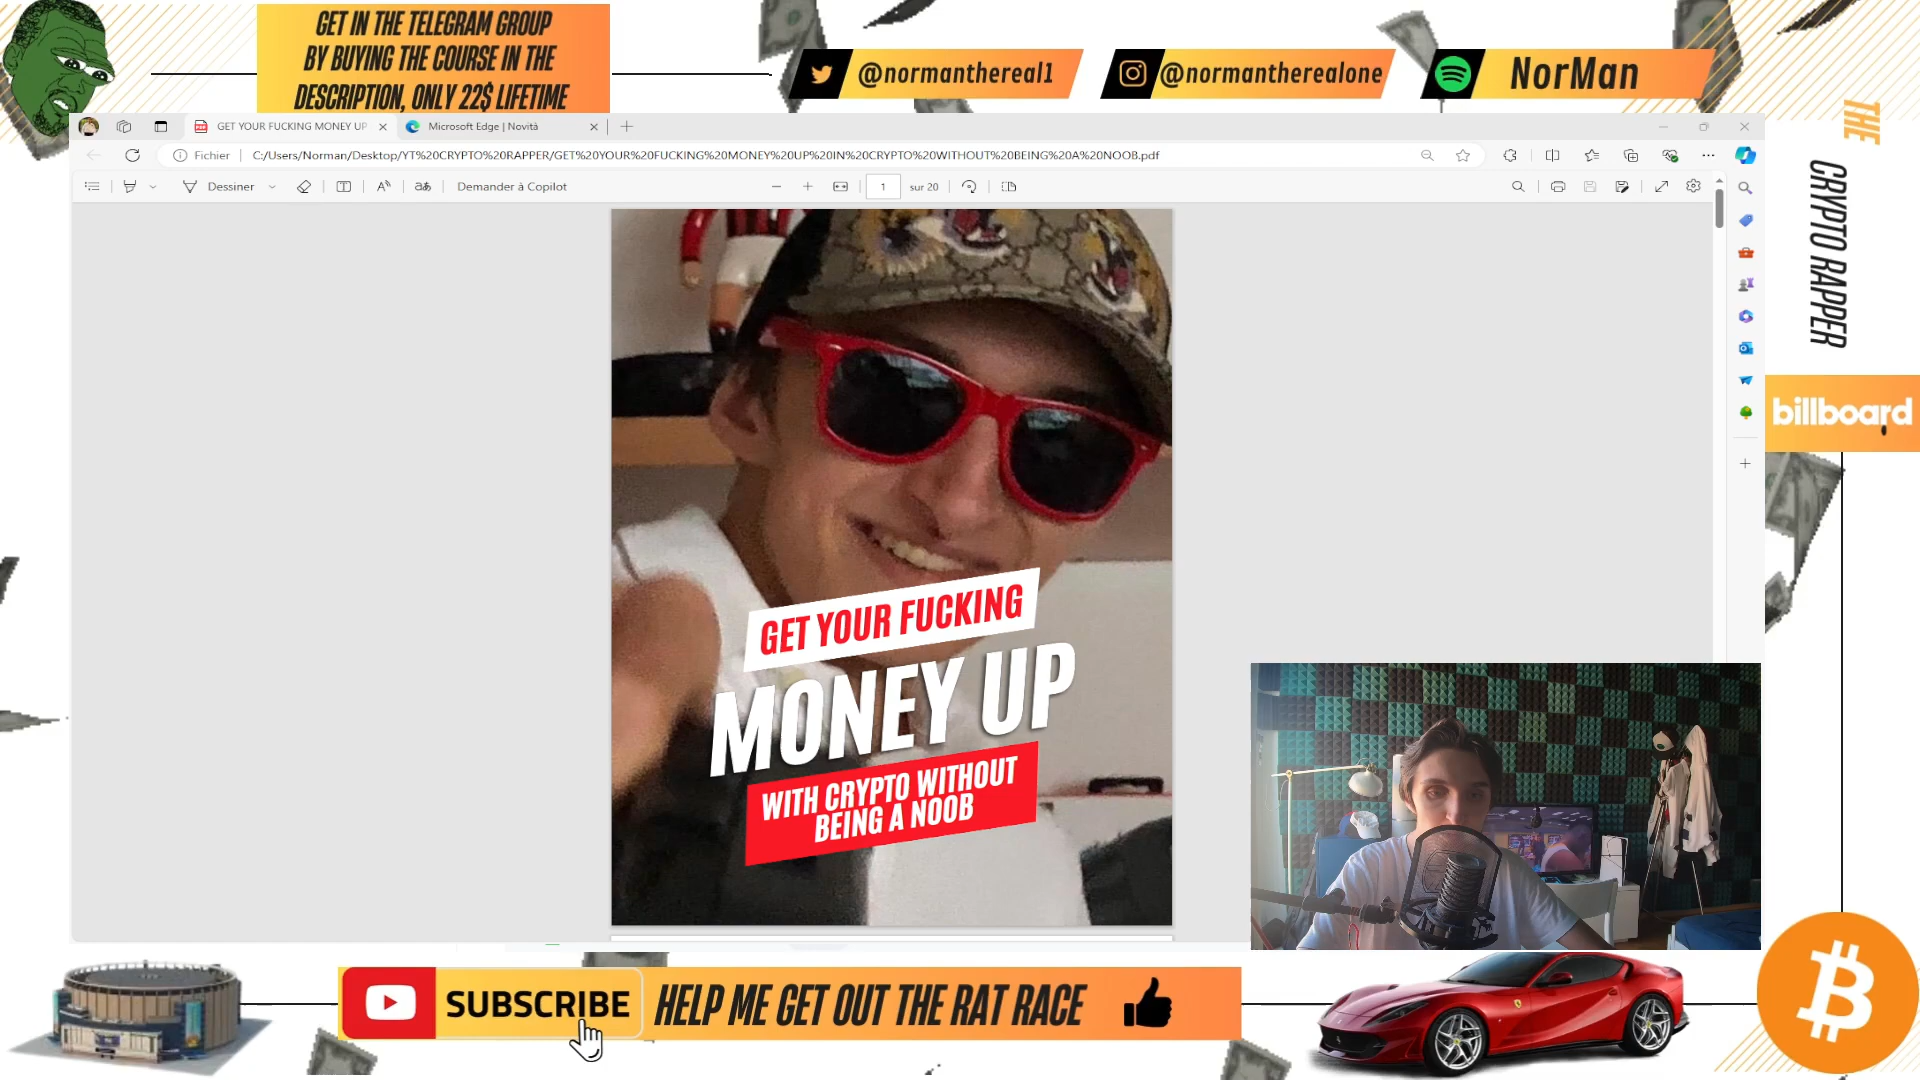 GET IN THE TELEGRAM GROUP
BY BUYING THE COURSE IN THE
DESCRIPTION, ONLY 22$ LIFETIME
@normanthereal1
@normantherealone
NorMan
THE
CRYPTO RAPPER
GET YOUR FUCKING MONEY UP
Microsoft Edge | Novità
Fichier
C:/Users/Norman/Desktop/YT%20CRYPTO%20RAPPER/GET%20YOUR%20FUCKING%20MONEY%20UP%20IN%20CRYPTO%20WITHOUT%20BEING%20A%20NOOB.pdf
Dessiner
Demander à Copilot
1
sur 20
billboard
GET YOUR FUCKING
MONEY UP
WITH CRYPTO WITHOUT
BEING A NOOB
SUBSCRIBE
HELP ME GET OUT THE RAT RACE